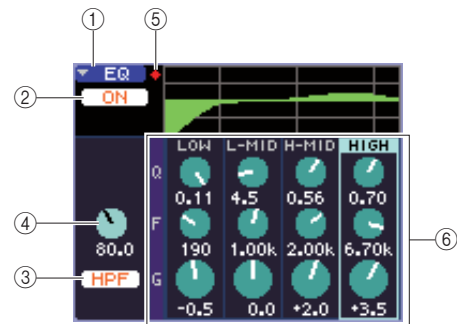 ① ⑤
EQ
② ON
LOW L-MID H-MID HIGH
Q
0.11 4.5 0.56 0.70
④ F ⑥
80.0 190 1.00k 2.00k 6.70k
③ HPF G
-0.5 0.0 +2.0 +3.5